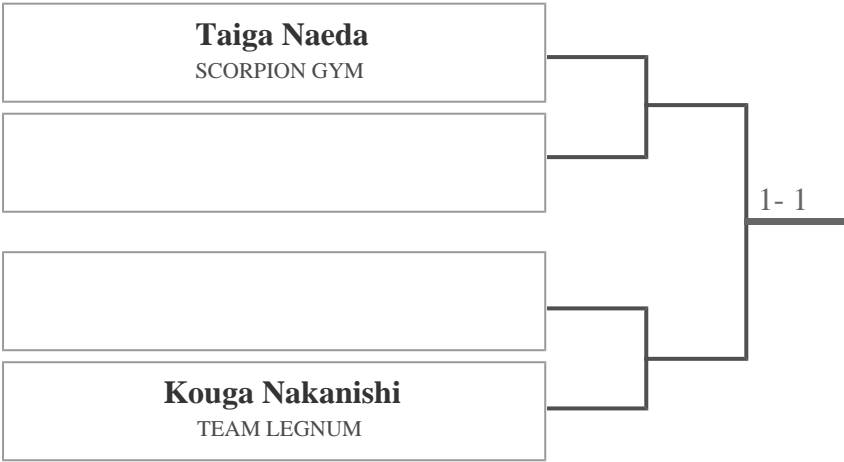 Taiga Naeda
SCORPION GYM
1- 1
Kouga Nakanishi
TEAM LEGNUM